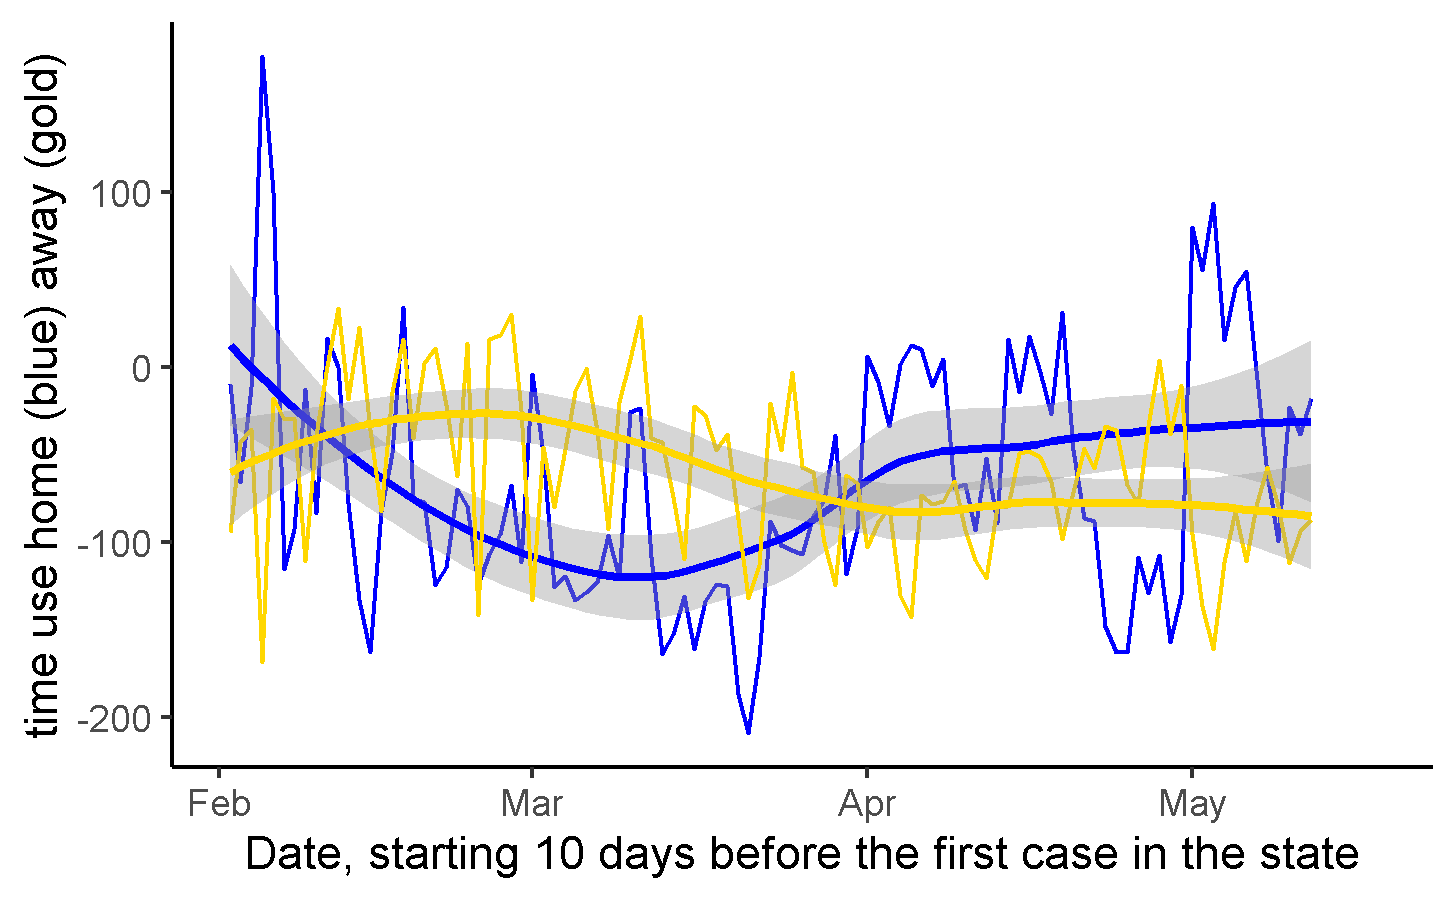 time use home (blue) away (gold)
100
0
-100
-200
Feb
Mar
Apr
May
Date, starting 10 days before the first case in the state